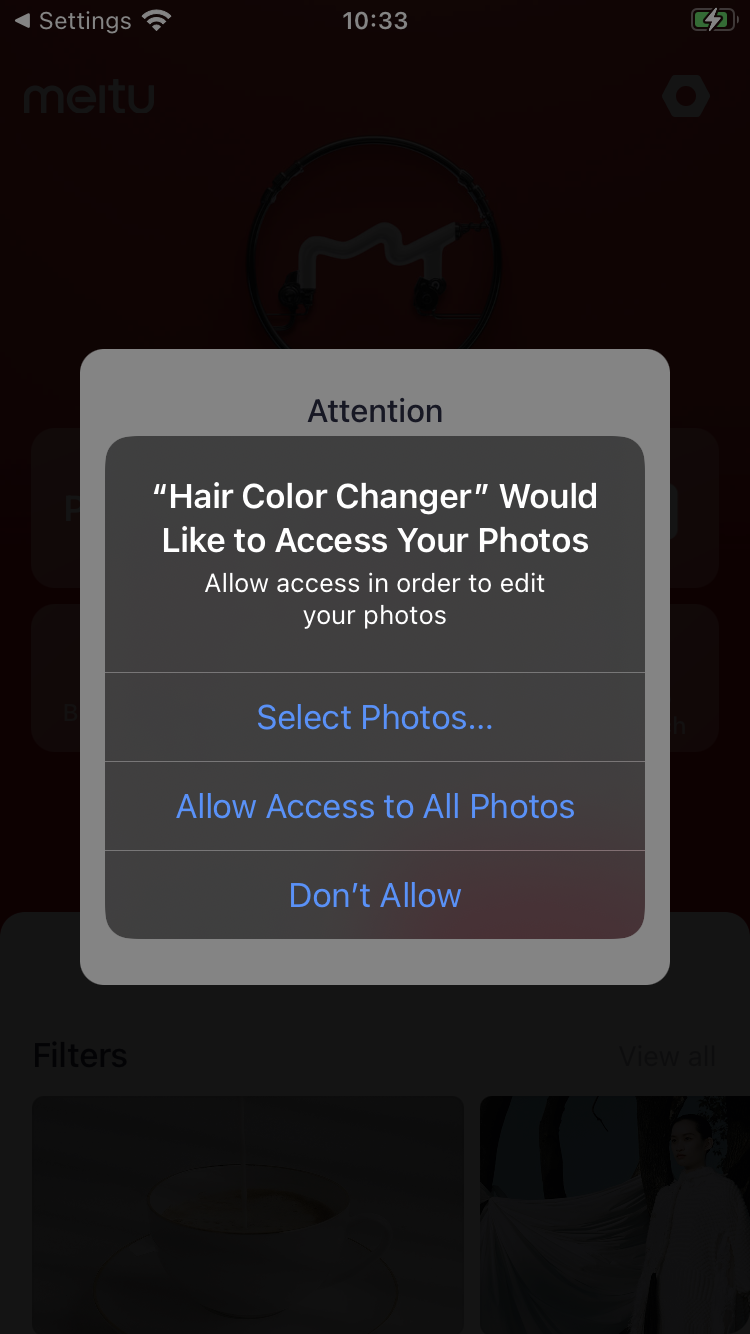 Settings
10:33
meitu
Attention
“Hair Color Changer” Would
Like to Access Your Photos
Allow access in order to edit
your photos
Select Photos...
Allow Access to All Photos
Don’t Allow
Filters
View all